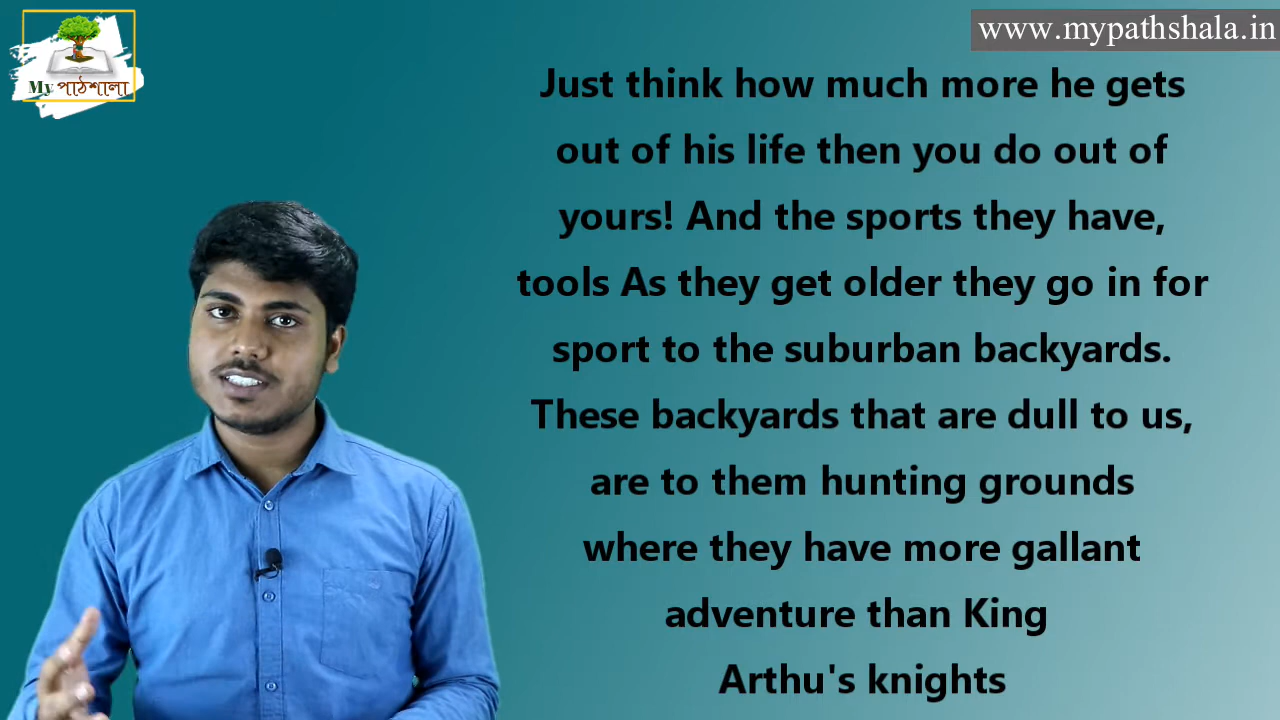 www.mypathshala.in
My পাঠশালা
Just think how much more he gets
out of his life then you do out of
yours! And the sports they have,
tools As they get older they go in for
sport to the suburban backyards.
These backyards that are dull to us,
are to them hunting grounds
where they have more gallant
adventure than King
Arthu's knights